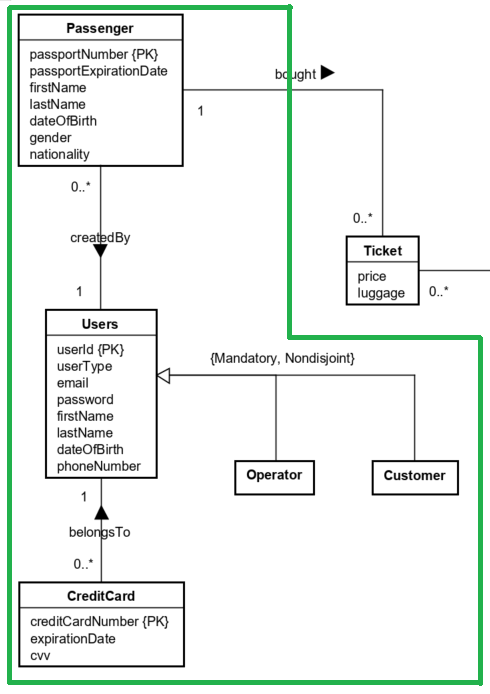 Passenger
passportNumber {PK}
passportExpirationDate
firstName
lastName
dateOfBirth
gender
nationality
bought
1
0..*
0..*
createdBy
1
Ticket
price
luggage
0..*
Users
userId {PK}
userType
email
password
firstName
lastName
dateOfBirth
phoneNumber
{Mandatory, Nondisjoint}
Operator
Customer
1
belongsTo
0..*
CreditCard
creditCardNumber {PK}
expirationDate
cvv